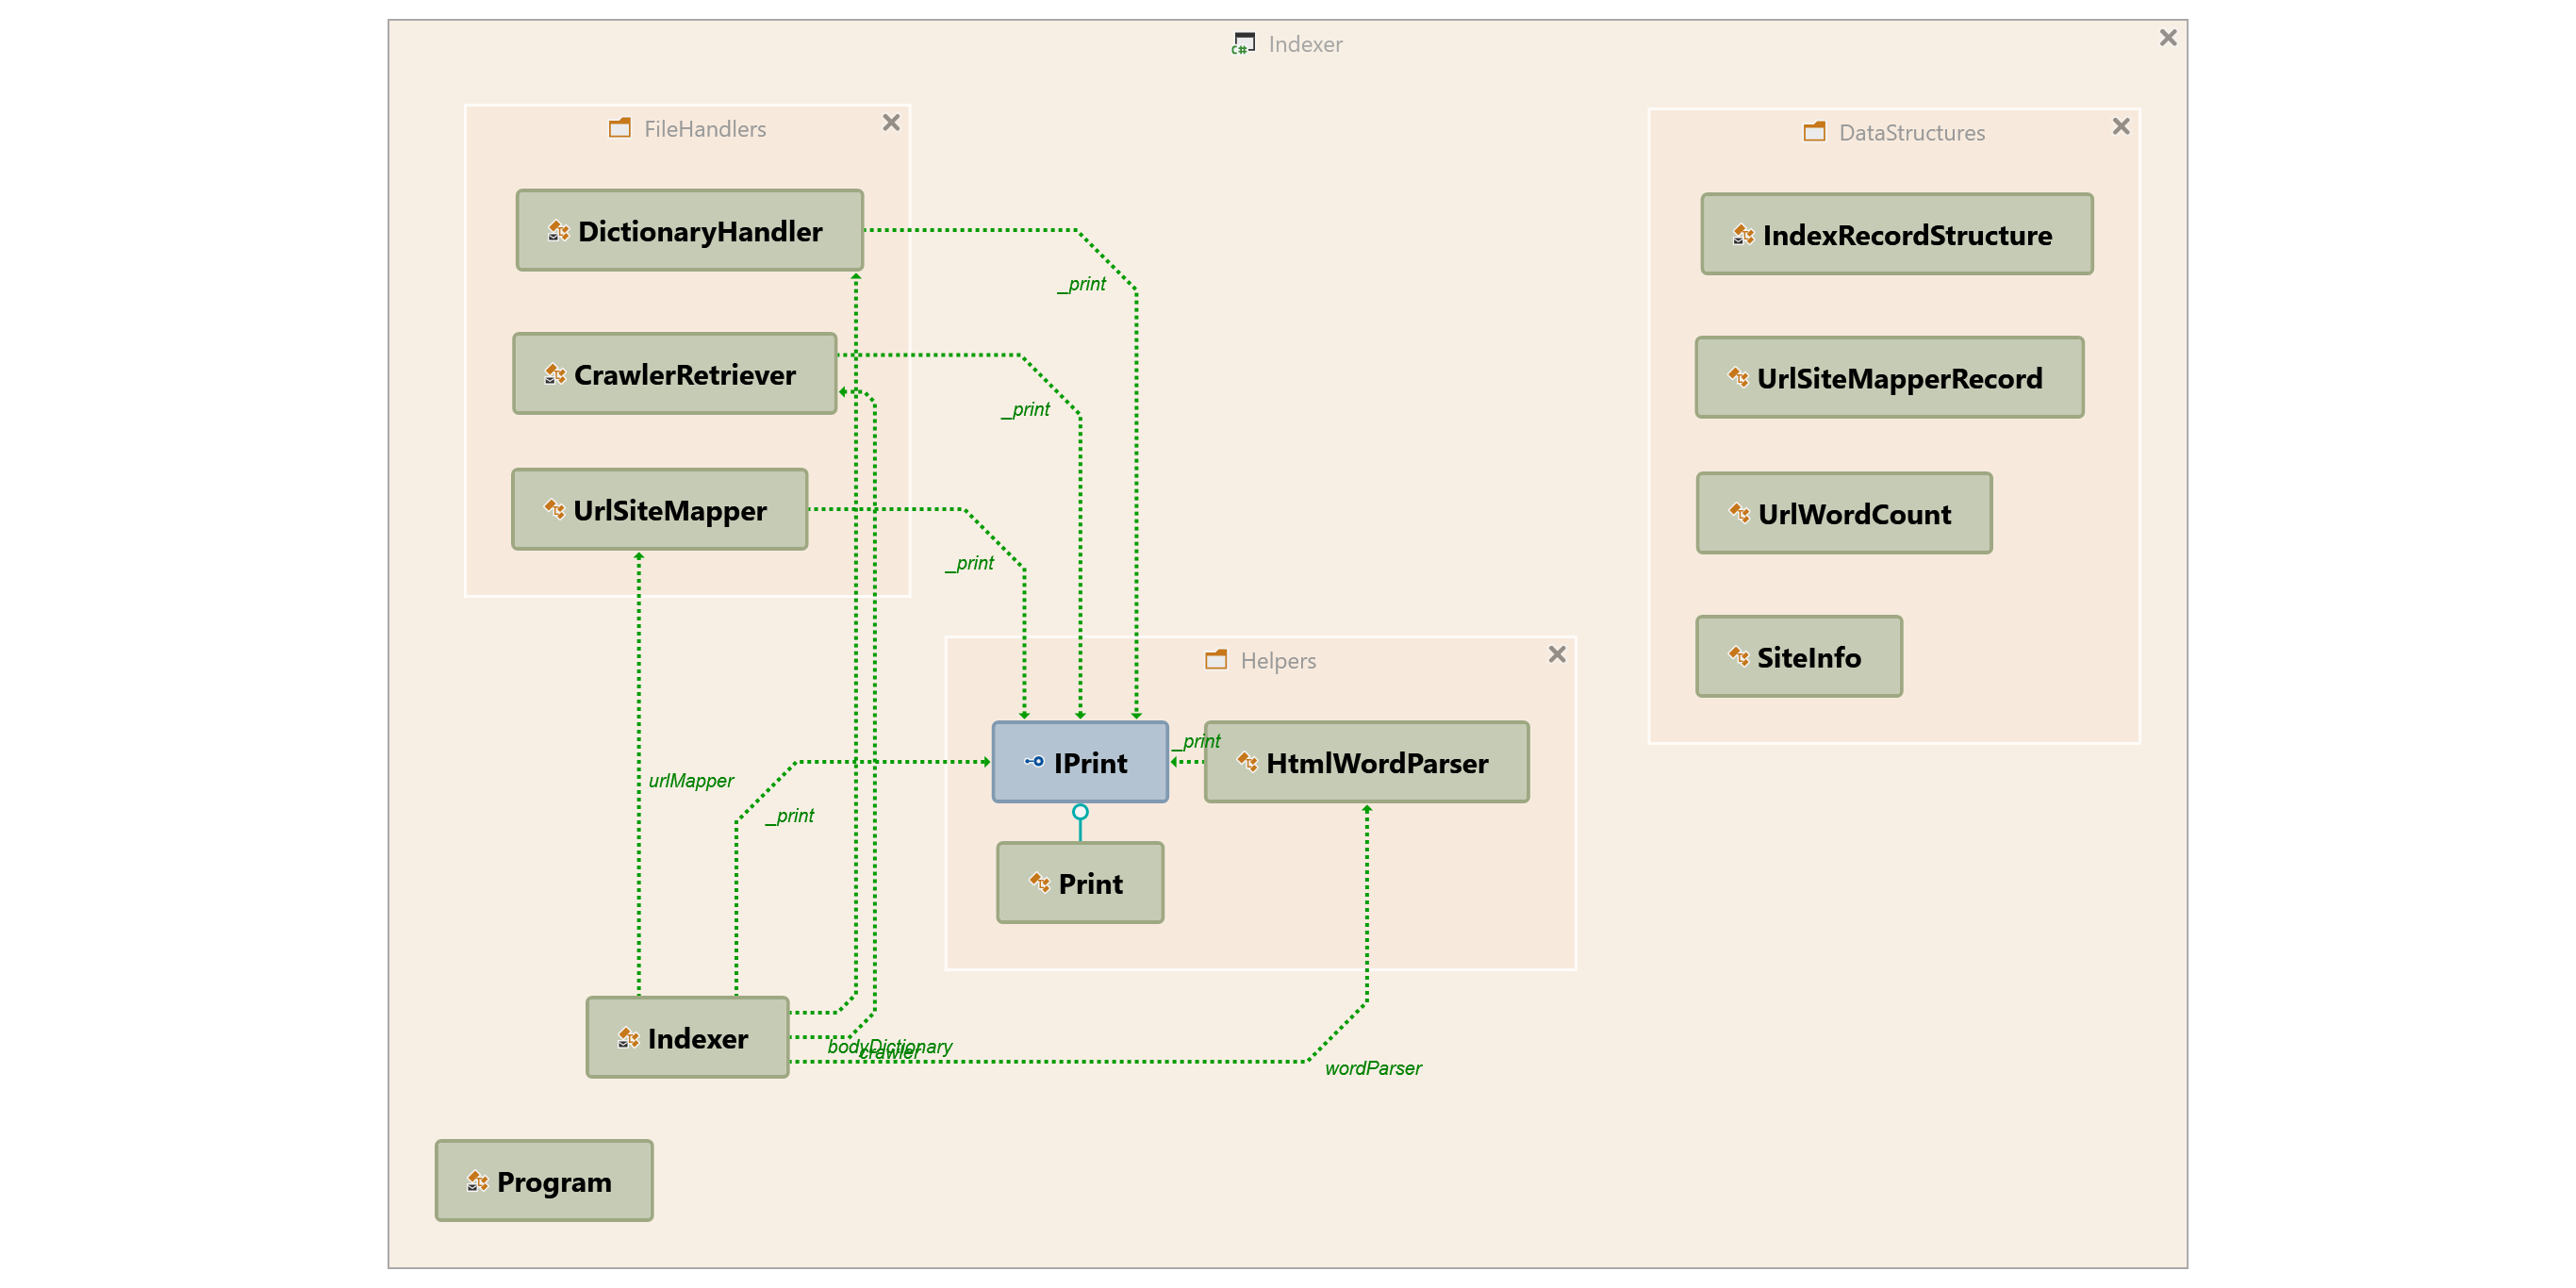 C# Indexer
FileHandlers
DataStructures
DictionaryHandler
IndexRecordStructure
_print
CrawlerRetriever
UrlSiteMapperRecord
_print
UrlSiteMapper
UrlWordCount
_print
Helpers
SiteInfo
_print
IPrint
HtmlWordParser
urlMapper
_print
Print
Indexer
bodyDictionary
crawler
wordParser
Program